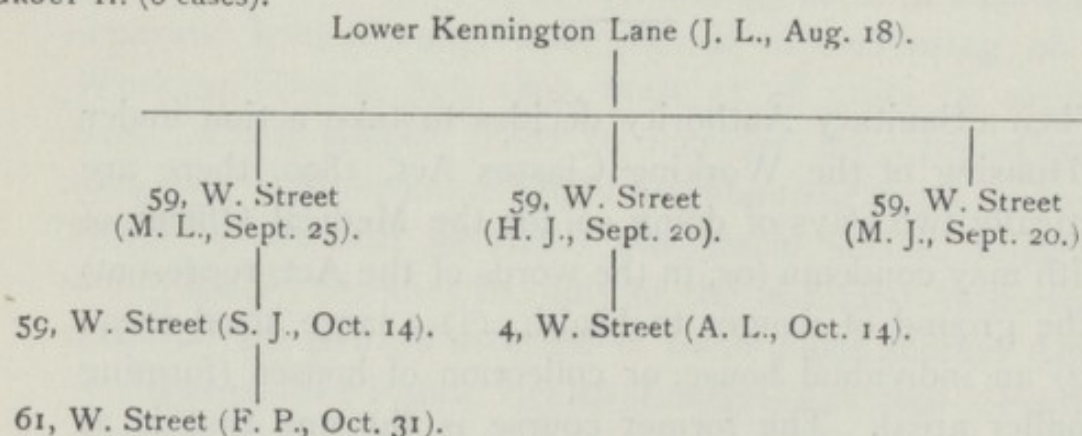 Lower Kennington Lane (J. L., Aug. 18).
59, W. Street 59, W. Street 59, W. Street
(M. L., Sept. 25). (H. J., Sept. 20). (M. J., Sept. 20.)
59, W. Street (S. J., Oct. 14). 4, W. Street (A. L., Oct. 14).
61, W. Street (F. P., Oct. 31).